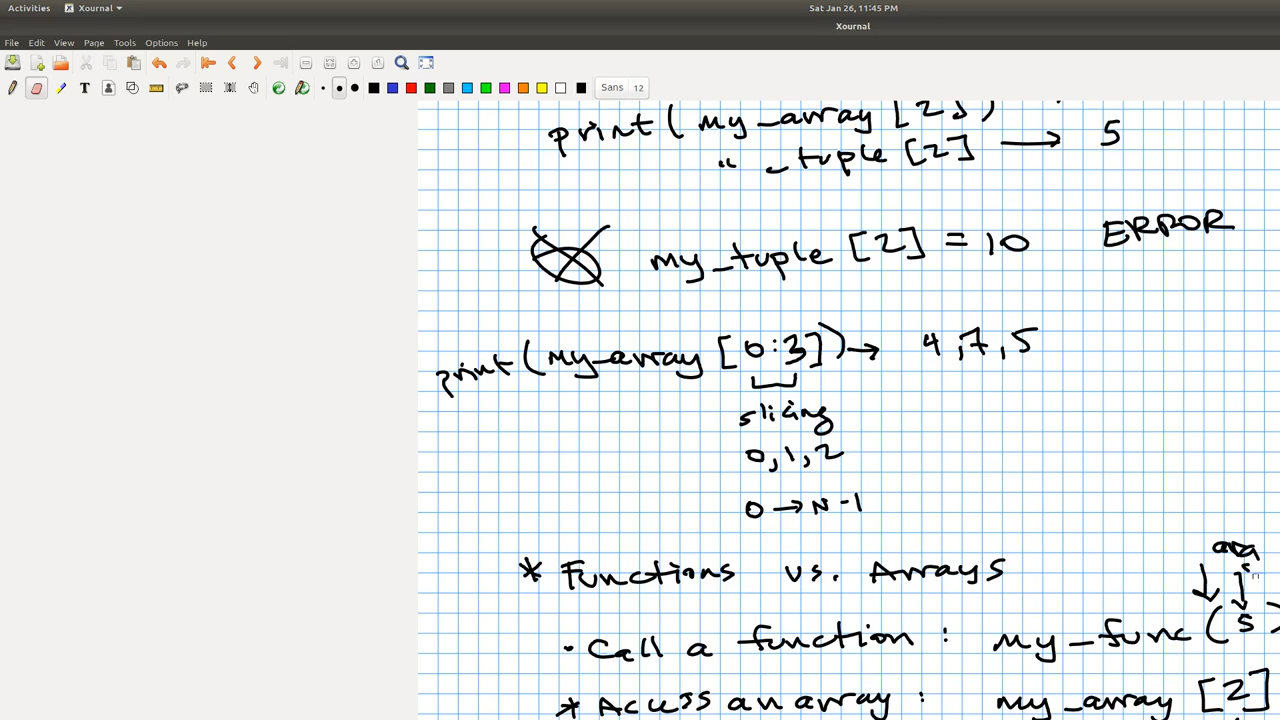 Activities Xournal Sat Jan 26, 11:45 PM
Xournal
File Edit View Page Tools Options Help
Sans 12
print(my_array[2])
" _tuple[2] → 5
my_tuple[2] = 10 ERROR
print(my_array[0:3]) → 4,7,5
slicing
0,1,2
0 → N-1
* Functions vs. Arrays
• Call a function : my_func(5)
* Access an array : my_array[2]